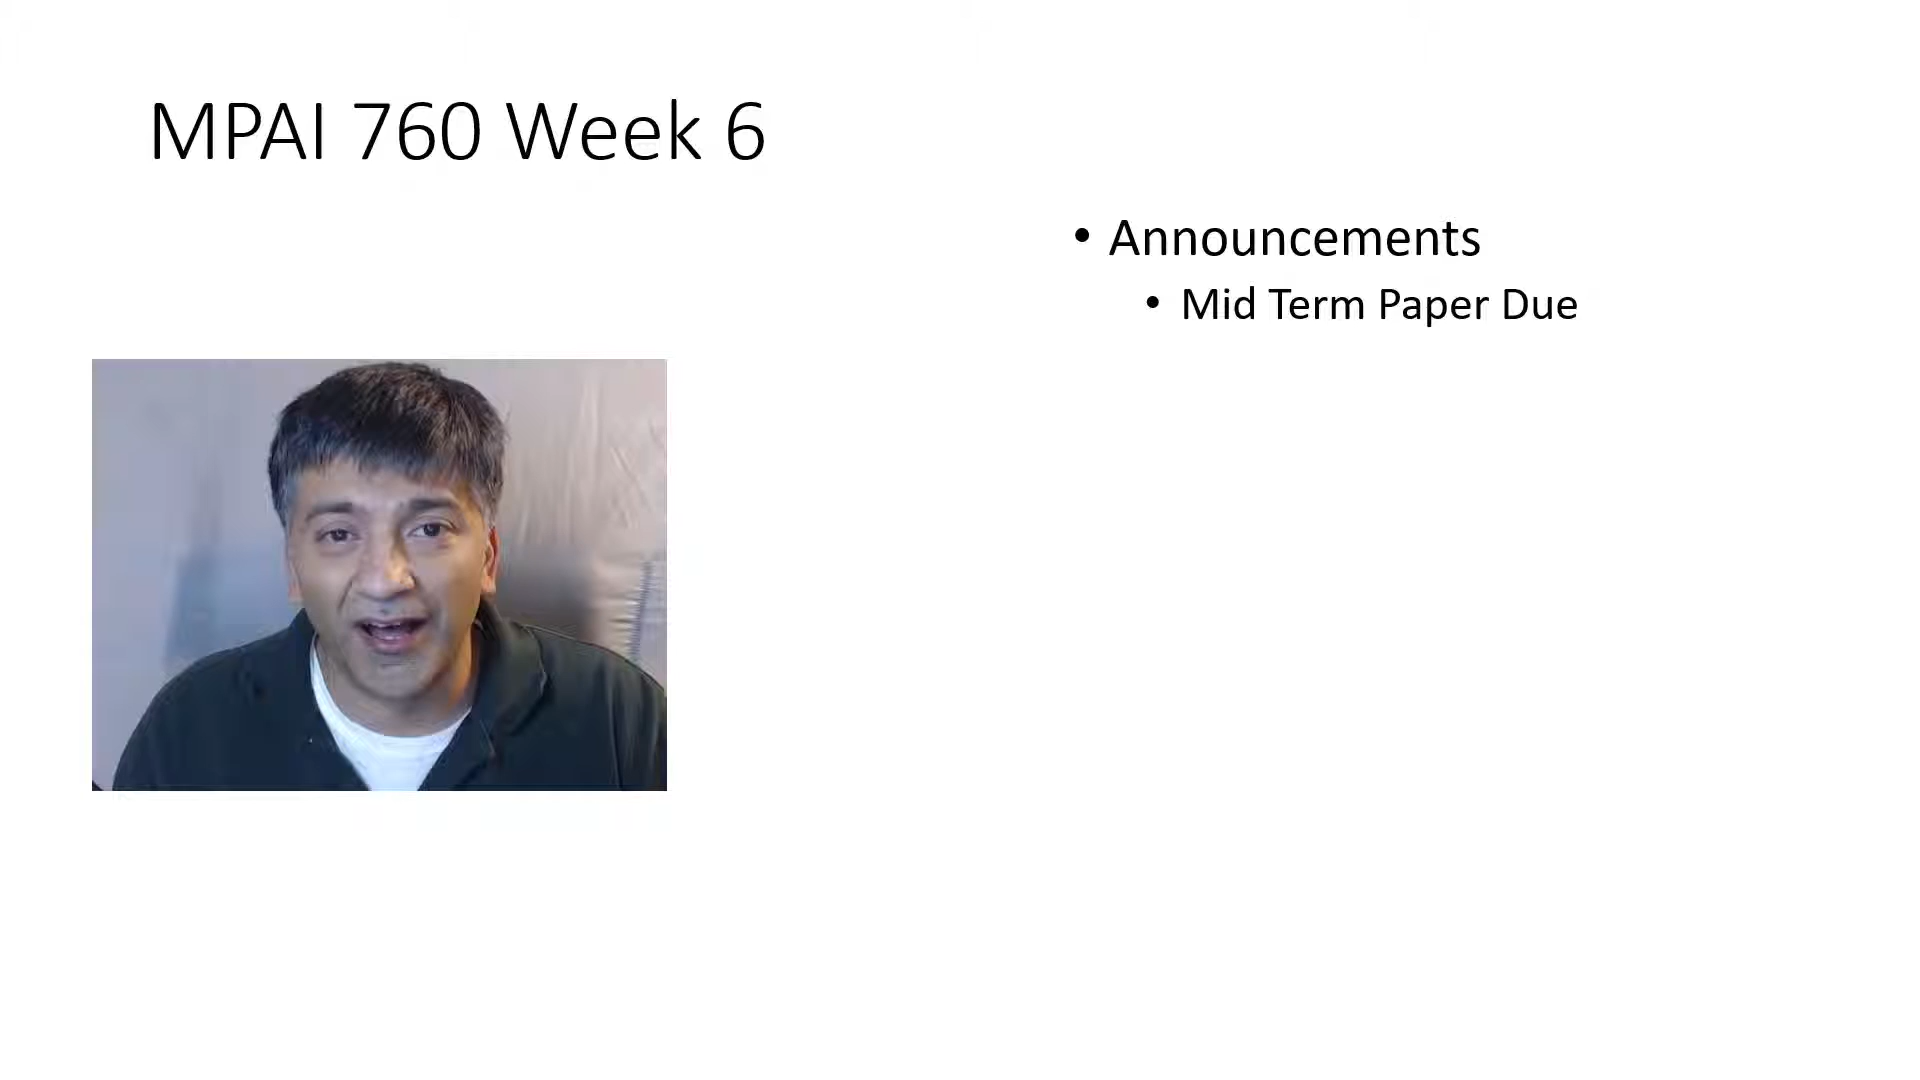 MPAI 760 Week 6
• Announcements
• Mid Term Paper Due